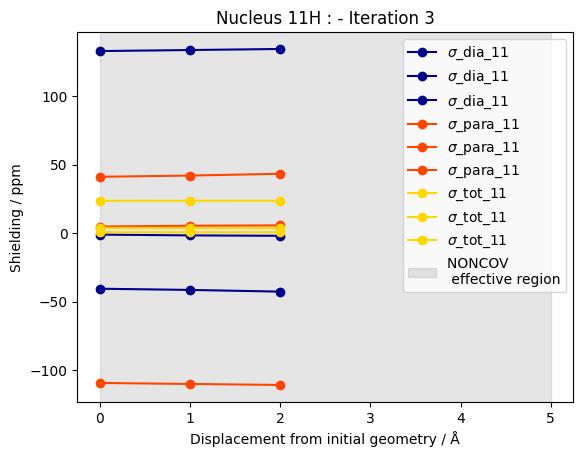 Nucleus 11H : - Iteration 3
100
50
0
−50
−100
Shielding / ppm
0
1
2
3
4
5
Displacement from initial geometry / Å
σ_dia_11
σ_dia_11
σ_dia_11
σ_para_11
σ_para_11
σ_para_11
σ_tot_11
σ_tot_11
σ_tot_11
NONCOV
effective region